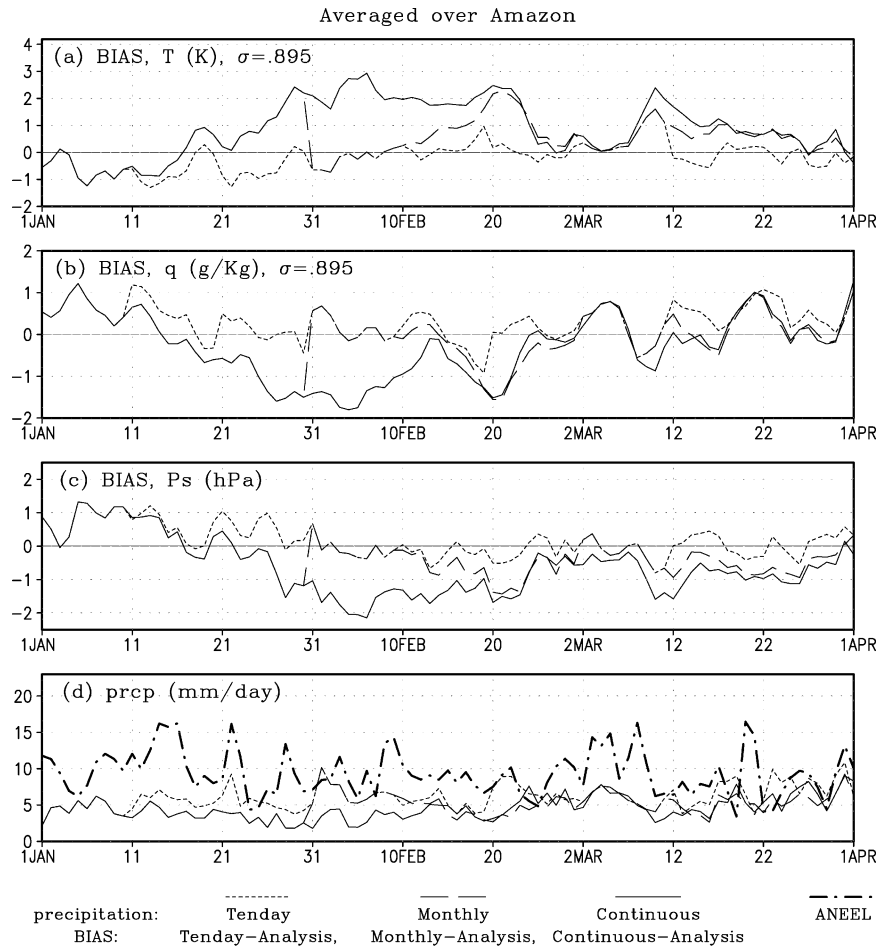 Averaged over Amazon
(a) BIAS, T (K), σ=.895
4
3
2
1
0
−1
−2
1JAN 11 21 31 10FEB 20 2MAR 12 22 1APR
(b) BIAS, q (g/Kg), σ=.895
2
1
0
−1
−2
1JAN 11 21 31 10FEB 20 2MAR 12 22 1APR
(c) BIAS, Ps (hPa)
2
1
0
−1
−2
1JAN 11 21 31 10FEB 20 2MAR 12 22 1APR
(d) prcp (mm/day)
20
15
10
5
0
1JAN 11 21 31 10FEB 20 2MAR 12 22 1APR
precipitation: Tenday Monthly Continuous ANEEL
BIAS: Tenday−Analysis, Monthly−Analysis, Continuous−Analysis